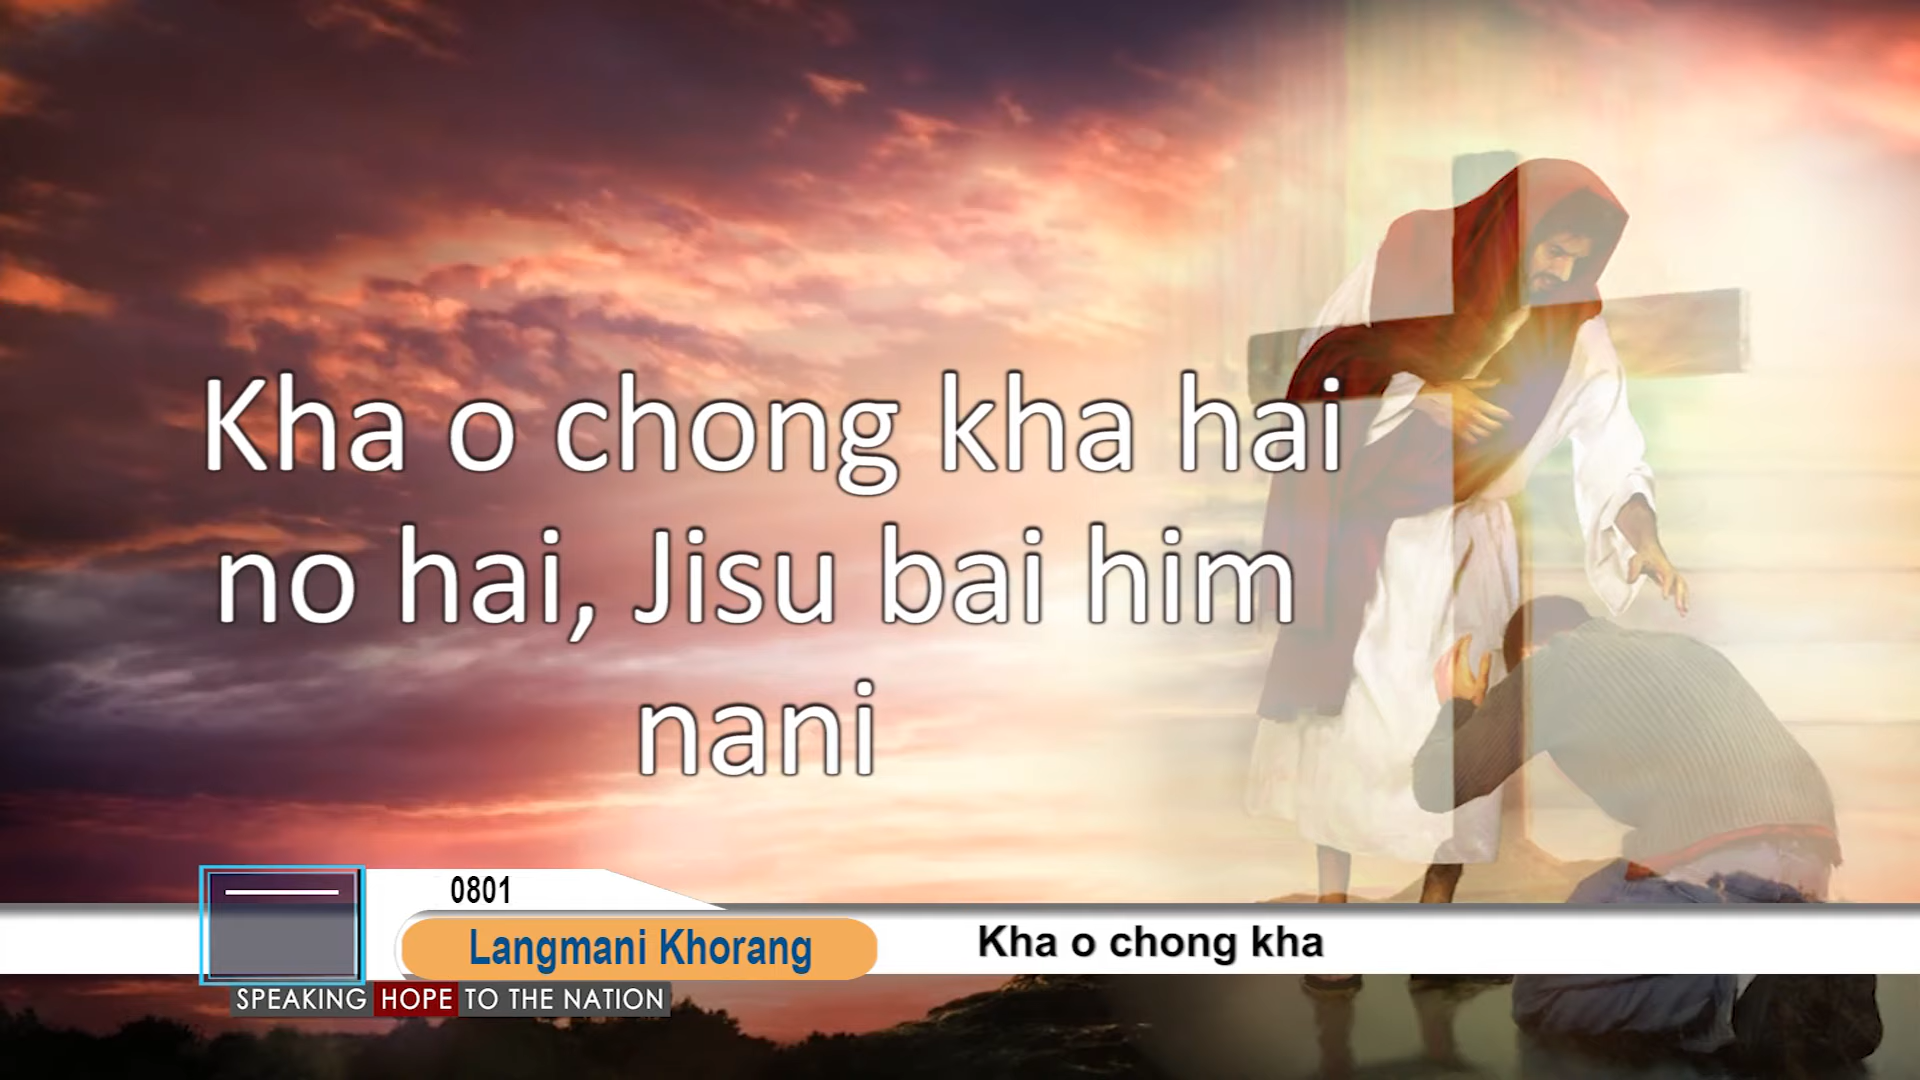 Kha o chong kha hai
no hai, Jisu bai him
nani
0801
Langmani Khorang
Kha o chong kha
SPEAKING HOPE TO THE NATION